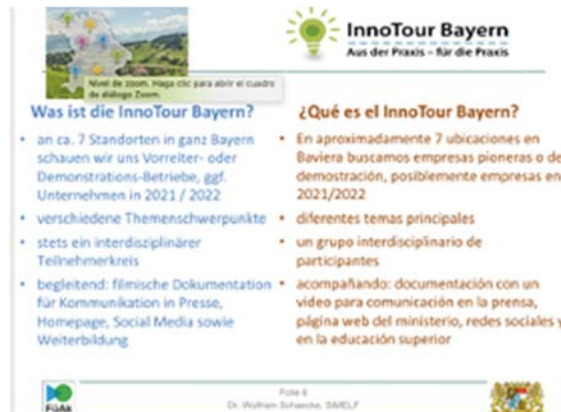 InnoTour Bayern
Aus der Praxis – für die Praxis
Nivel de zoom. Haga clic para abrir el cuadro
de diálogo Zoom.
Was ist die InnoTour Bayern?
• an ca. 7 Standorten in ganz Bayern
schauen wir uns Vorreiter- oder
Demonstrations-Betriebe, ggf.
Unternehmen in 2021 / 2022
• verschiedene Themenschwerpunkte
• stets ein interdisziplinärer
Teilnehmerkreis
• begleitend: filmische Dokumentation
für Kommunikation in Presse,
Homepage, Social Media sowie
Weiterbildung
¿Qué es el InnoTour Bayern?
• En aproximadamente 7 ubicaciones en
Baviera buscamos empresas pioneras o de
demostración, posiblemente empresas en
2021/2022
• diferentes temas principales
• un grupo interdisciplinario de
participantes
• acompañando: documentación con un
video para comunicación en la prensa,
página web del ministerio, redes sociales y
en la educación superior
FüAk
Folie 6
Dr. Wolfram Schaecke, StMELF